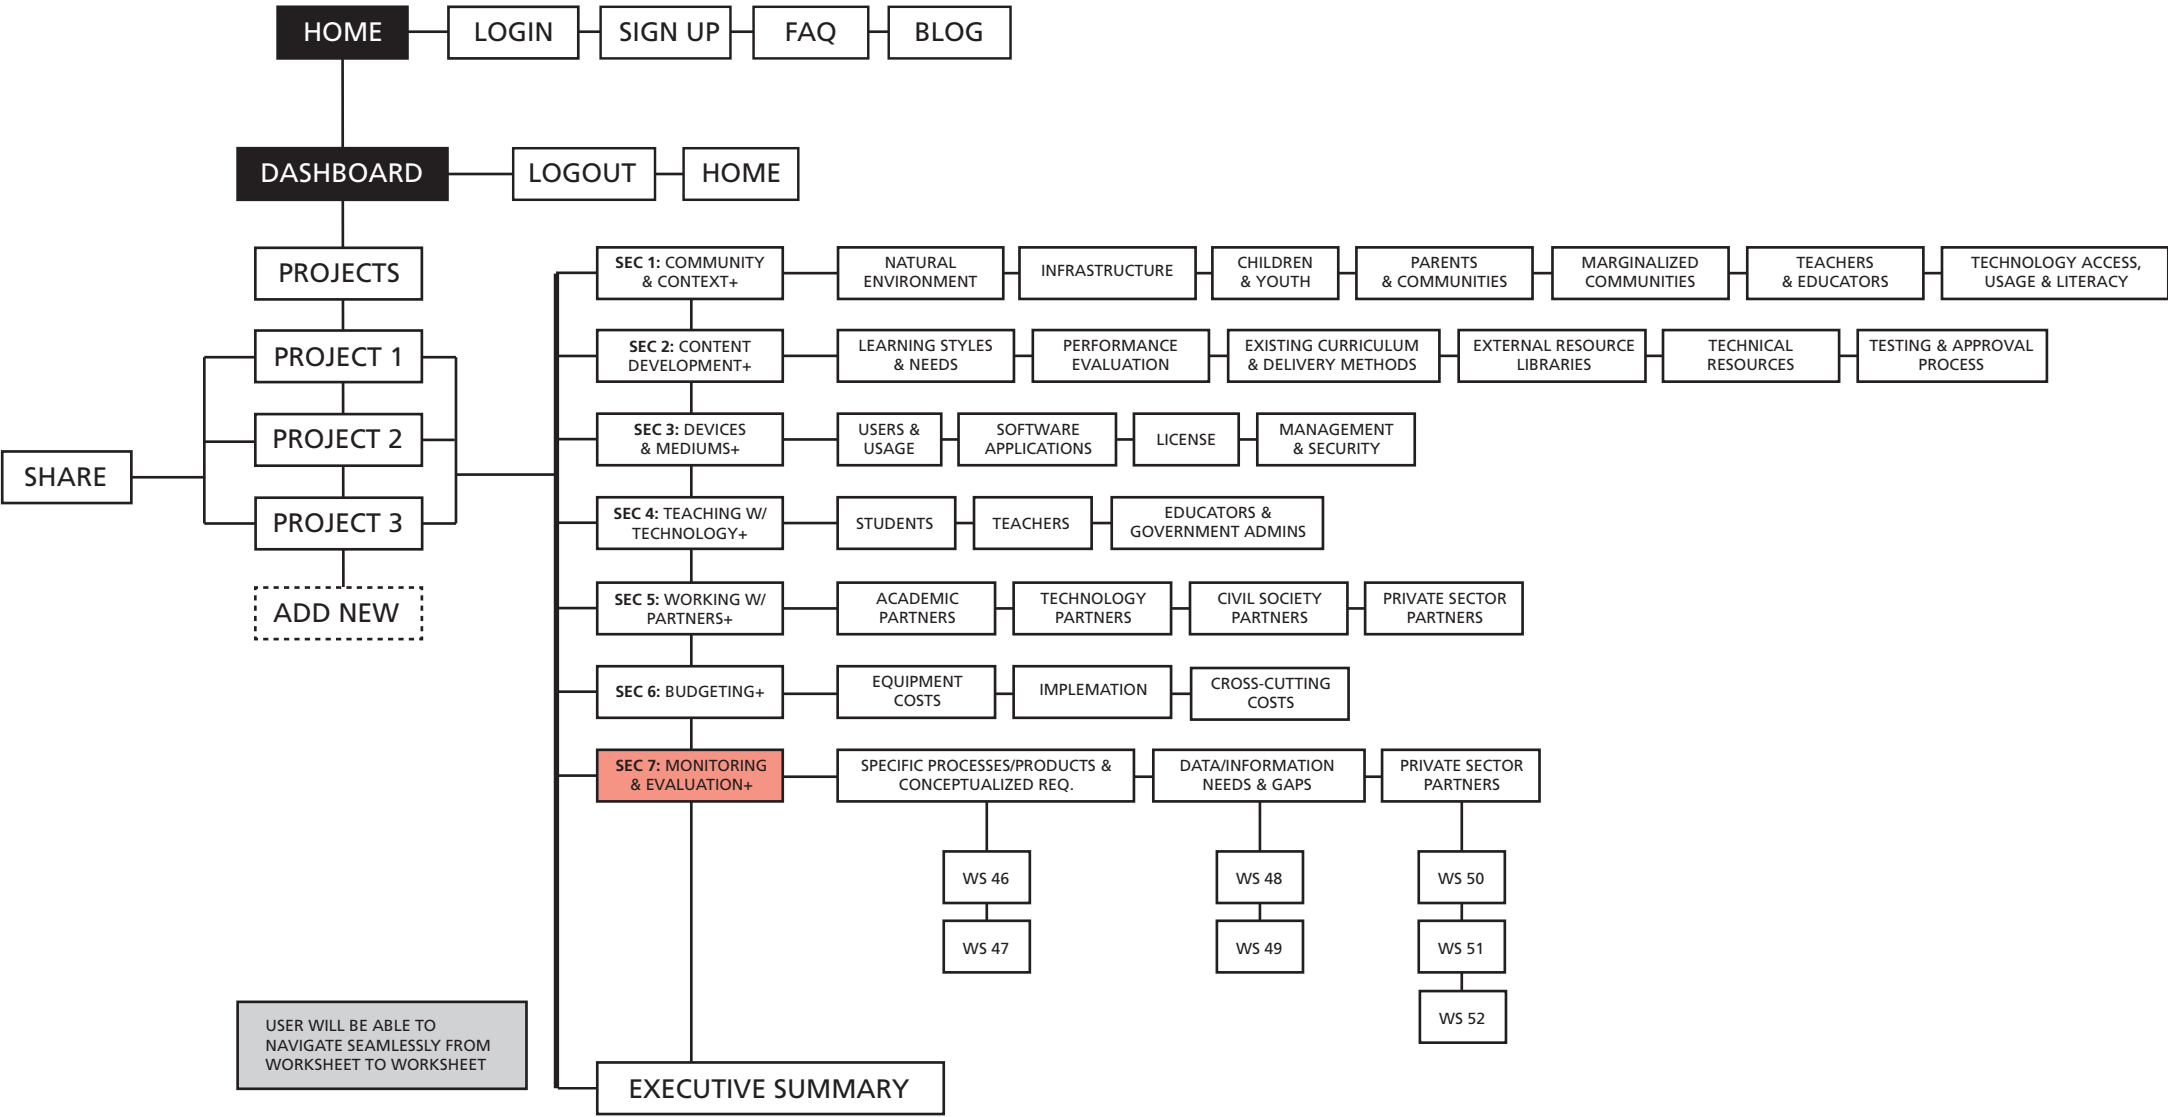 HOME
LOGIN
SIGN UP
FAQ
BLOG
DASHBOARD
LOGOUT
HOME
PROJECTS
PROJECT 1
PROJECT 2
PROJECT 3
SHARE
ADD NEW
SEC 1: COMMUNITY
& CONTEXT+
NATURAL
ENVIRONMENT
INFRASTRUCTURE
CHILDREN
& YOUTH
PARENTS
& COMMUNITIES
MARGINALIZED
COMMUNITIES
TEACHERS
& EDUCATORS
TECHNOLOGY ACCESS,
USAGE & LITERACY
SEC 2: CONTENT
DEVELOPMENT+
LEARNING STYLES
& NEEDS
PERFORMANCE
EVALUATION
EXISTING CURRICULUM
& DELIVERY METHODS
EXTERNAL RESOURCE
LIBRARIES
TECHNICAL
RESOURCES
TESTING & APPROVAL
PROCESS
SEC 3: DEVICES
& MEDIUMS+
USERS &
USAGE
SOFTWARE
APPLICATIONS
LICENSE
MANAGEMENT
& SECURITY
SEC 4: TEACHING W/
TECHNOLOGY+
STUDENTS
TEACHERS
EDUCATORS &
GOVERNMENT ADMINS
SEC 5: WORKING W/
PARTNERS+
ACADEMIC
PARTNERS
TECHNOLOGY
PARTNERS
CIVIL SOCIETY
PARTNERS
PRIVATE SECTOR
PARTNERS
SEC 6: BUDGETING+
EQUIPMENT
COSTS
IMPLEMATION
CROSS-CUTTING
COSTS
SEC 7: MONITORING
& EVALUATION+
SPECIFIC PROCESSES/PRODUCTS &
CONCEPTUALIZED REQ.
DATA/INFORMATION
NEEDS & GAPS
PRIVATE SECTOR
PARTNERS
WS 46
WS 47
WS 48
WS 49
WS 50
WS 51
WS 52
USER WILL BE ABLE TO
NAVIGATE SEAMLESSLY FROM
WORKSHEET TO WORKSHEET
EXECUTIVE SUMMARY